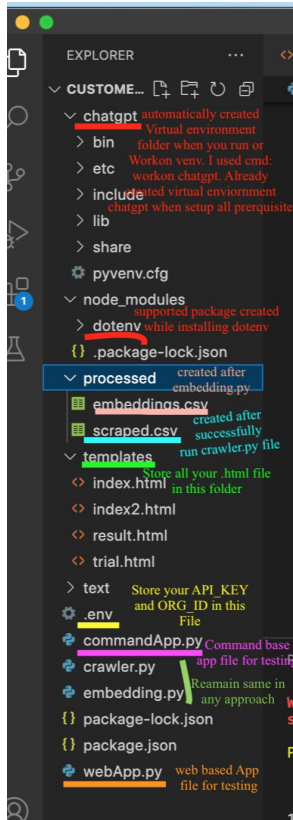 EXPLORER ...
CUSTOME...
chatgpt automatically created
Virtual environment
bin folder when you run or
Workon venv. I used cmd:
etc workon chatgpt. Already
include created virtual enviornment
chatgpt when setup all prerquisite
lib
share
pyvenv.cfg
node_modules
supported package created
dotenv while installing dotenv
{} .package-lock.json
processed created after
embedding.py
embeddings.csv
created after
scraped.csv successfully
run crawler.py file
templates
Store all your .html file
index.html in this folder
index2.html
result.html
trial.html
text Store your API_KEY
and ORG_ID in this
.env File
commandApp.py Command base
app file for testing
crawler.py
Reamain same in
embedding.py any approach
{} package-lock.json
{} package.json
webApp.py web based App
file for testing
1